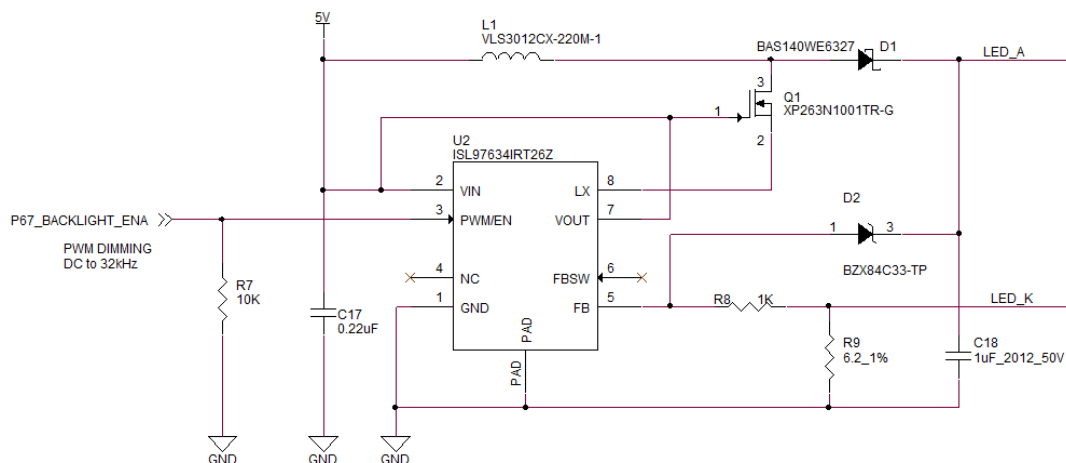 5V
L1
VLS3012CX-220M-1
BAS140WE6327
D1
LED_A
3
Q1
XP263N1001TR-G
1
2
U2
ISL97634IRT26Z
2
VIN
LX
8
P67_BACKLIGHT_ENA
3
PWM/EN
VOUT
7
D2
1
3
PWM DIMMING
DC to 32kHz
BZX84C33-TP
4
NC
FBSW
6
R7
10K
1
GND
FB
5
R8
1K
LED_K
C17
0.22uF
PAD
PAD
R9
6.2_1%
C18
1uF_2012_50V
GND
GND
GND